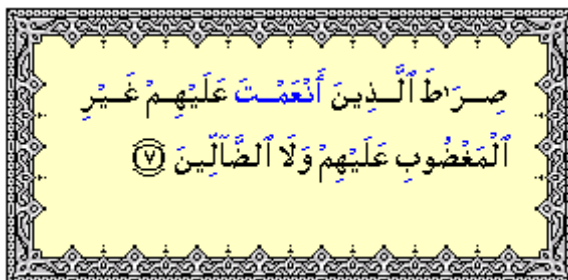 صِرَٰطَ ٱلَّذِينَ أَنْعَمْتَ عَلَيْهِمْ غَيْرِ
ٱلْمَغْضُوبِ عَلَيْهِمْ وَلَا ٱلضَّآلِّينَ ٧